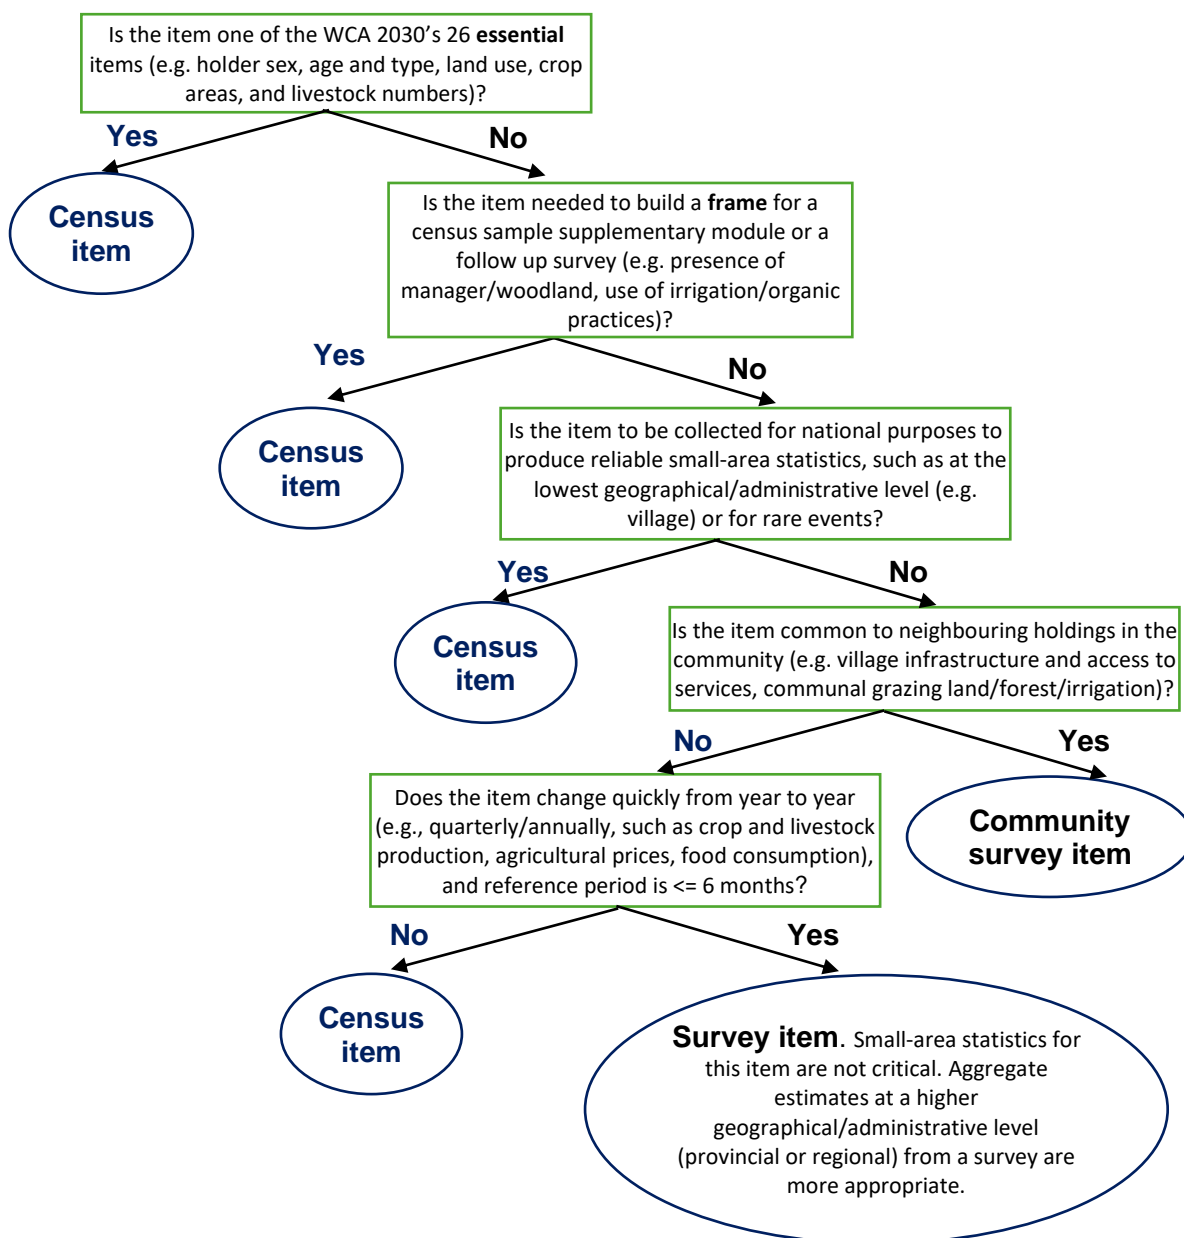 Is the item one of the WCA 2030’s 26 essential
items (e.g. holder sex, age and type, land use, crop
areas, and livestock numbers)?
Yes
No
Census
item
Is the item needed to build a frame for a
census sample supplementary module or a
follow up survey (e.g. presence of
manager/woodland, use of irrigation/organic
practices)?
Yes
No
Census
item
Is the item to be collected for national purposes to
produce reliable small-area statistics, such as at the
lowest geographical/administrative level (e.g.
village) or for rare events?
Yes
No
Census
item
Is the item common to neighbouring holdings in the
community (e.g. village infrastructure and access to
services, communal grazing land/forest/irrigation)?
No
Yes
Does the item change quickly from year to year
(e.g., quarterly/annually, such as crop and livestock
production, agricultural prices, food consumption),
and reference period is <= 6 months?
Community
survey item
No
Yes
Census
item
Survey item. Small-area statistics for
this item are not critical. Aggregate
estimates at a higher
geographical/administrative level
(provincial or regional) from a survey are
more appropriate.